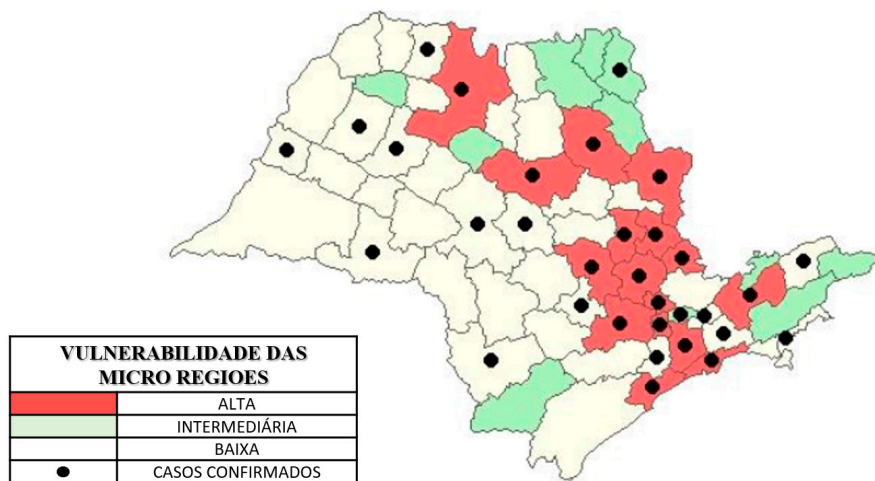 VULNERABILIDADE DAS
MICRO REGIOES
ALTA
INTERMEDIÁRIA
BAIXA
CASOS CONFIRMADOS